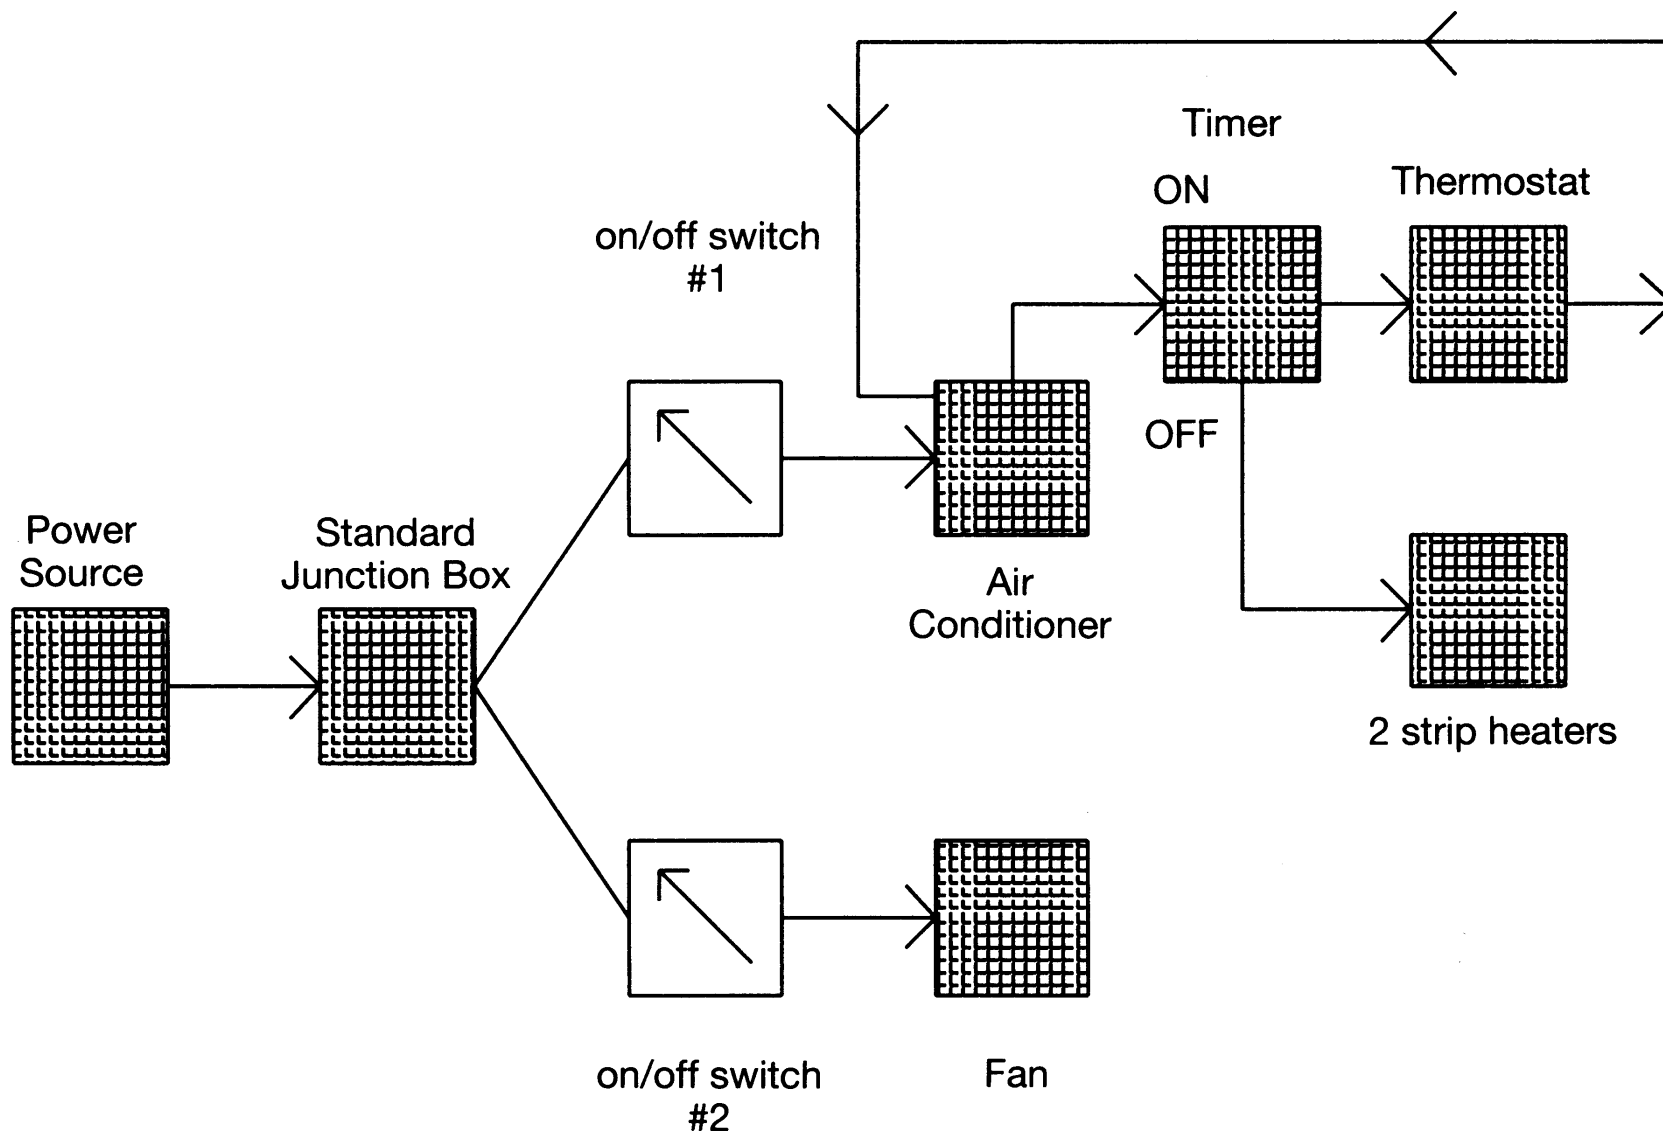 Timer
ON
Thermostat
on/off switch
#1
OFF
Power
Source
Standard
Junction Box
Air
Conditioner
2 strip heaters
on/off switch
#2
Fan